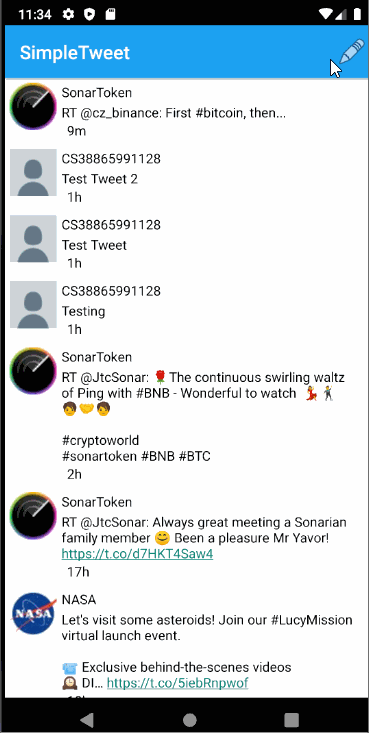 11:34
SimpleTweet
SonarToken
RT @cz_binance: First #bitcoin, then...
9m
CS38865991128
Test Tweet 2
1h
CS38865991128
Test Tweet
1h
CS38865991128
Testing
1h
SonarToken
RT @JtcSonar: 🌹The continuous swirling waltz
of Ping with #BNB - Wonderful to watch 💃🕺
🧑🤝🧑
#cryptoworld
#sonartoken #BNB #BTC
2h
SonarToken
RT @JtcSonar: Always great meeting a Sonarian
family member 😊 Been a pleasure Mr Yavor!
https://t.co/d7HKT4Saw4
17h
NASA
NASA
Let's visit some asteroids! Join our #LucyMission
virtual launch event.
Exclusive behind-the-scenes videos
🕰 DI… https://t.co/5iebRnpwof